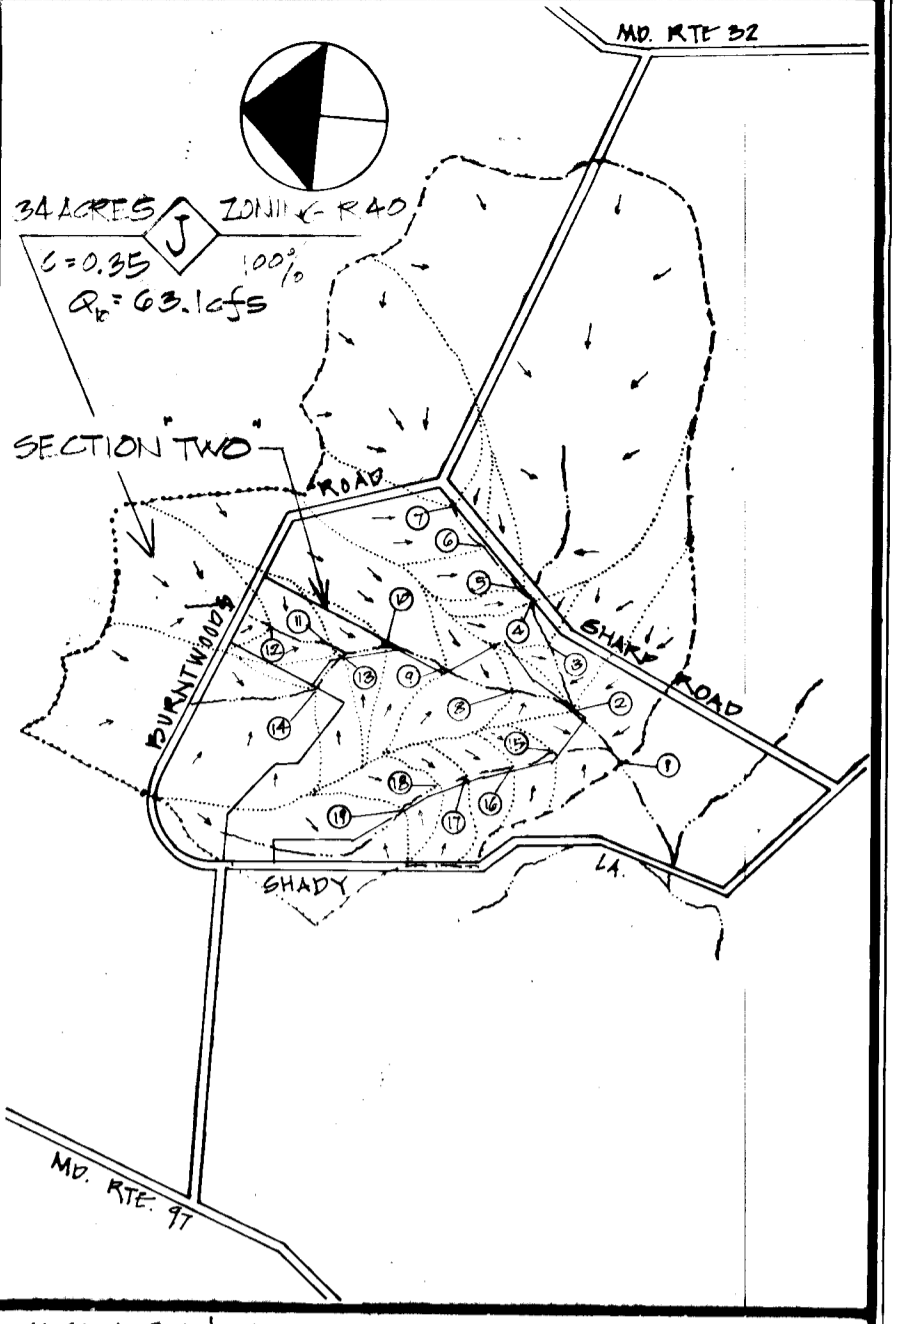 MD. RTE 32
34 ACRES J ZONING R40
C=0.35 100%
Q10= 63.1cfs
SECTION "TWO"
ROAD
7
6
5
10
BURNTWOODS
11
4
SHARP
12
3
13
9
ROAD
8
2
14
15
1
18
16
19
17
LA.
SHADY
MD. RTE. 97